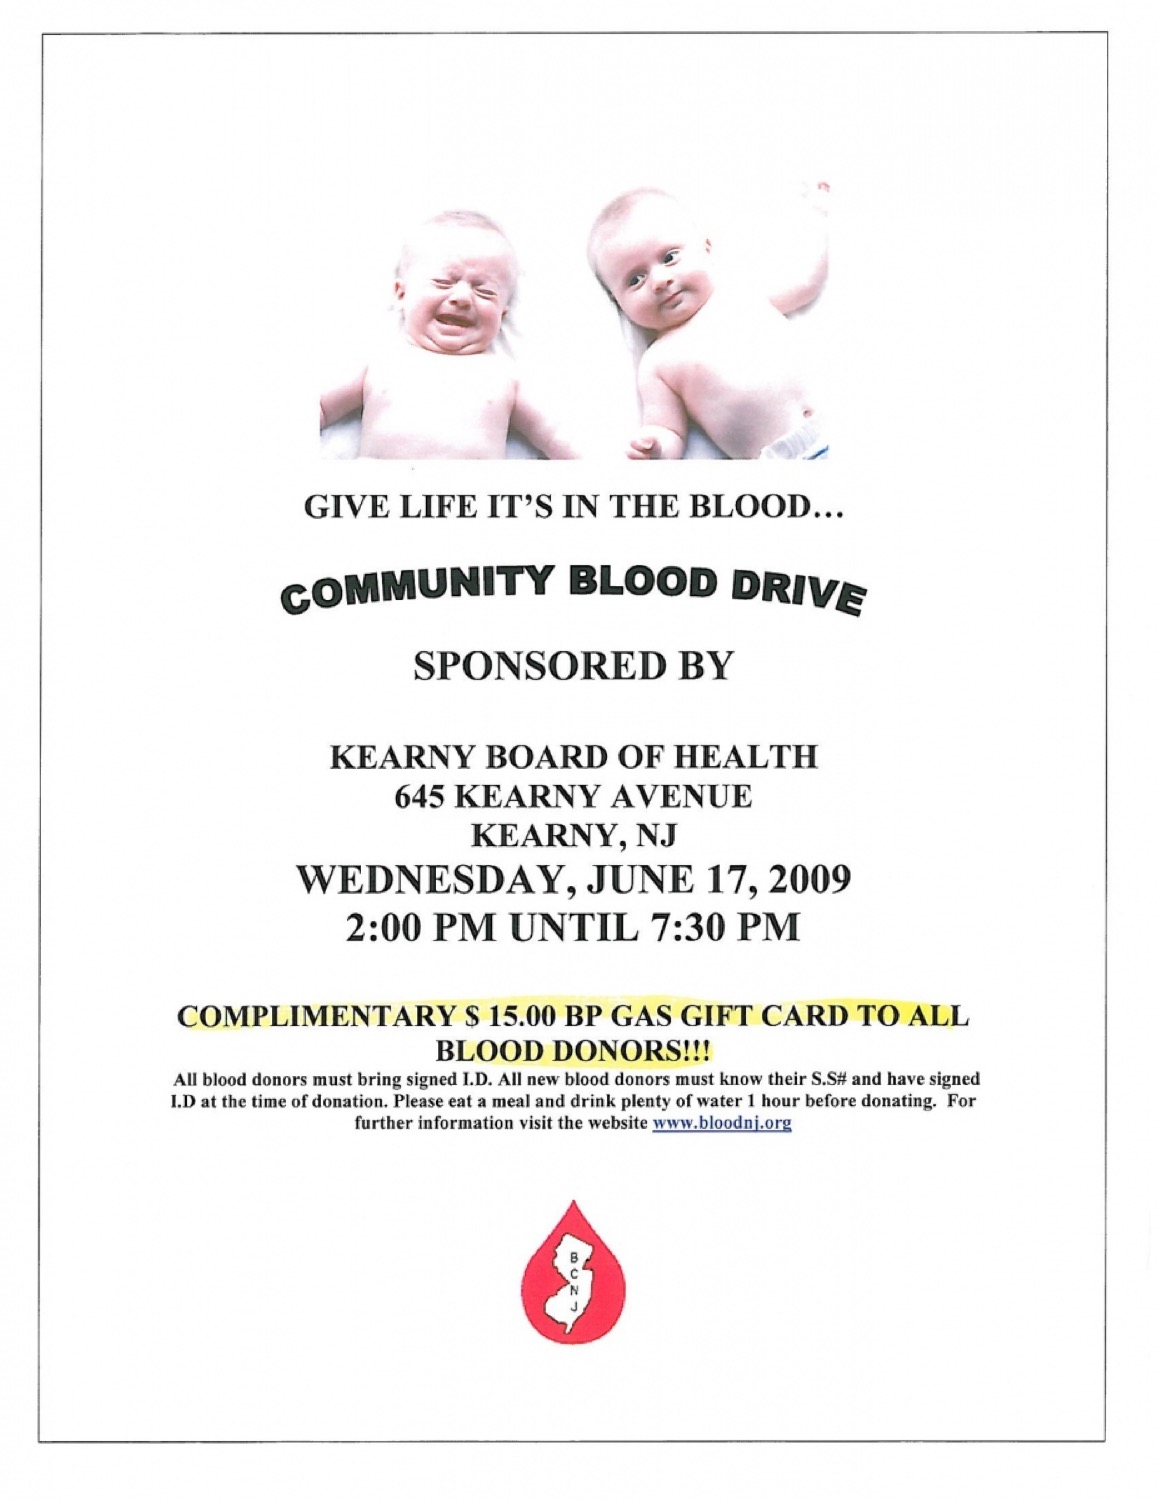 GIVE LIFE IT'S IN THE BLOOD...
COMMUNITY BLOOD DRIVE
SPONSORED BY
KEARNY BOARD OF HEALTH
645 KEARNY AVENUE
KEARNY, NJ
WEDNESDAY, JUNE 17, 2009
2:00 PM UNTIL 7:30 PM
COMPLIMENTARY $ 15.00 BP GAS GIFT CARD TO ALL
BLOOD DONORS!!!
All blood donors must bring signed I.D. All new blood donors must know their S.S# and have signed
I.D at the time of donation. Please eat a meal and drink plenty of water 1 hour before donating.  For
further information visit the website www.bloodnj.org
B
C
N
J